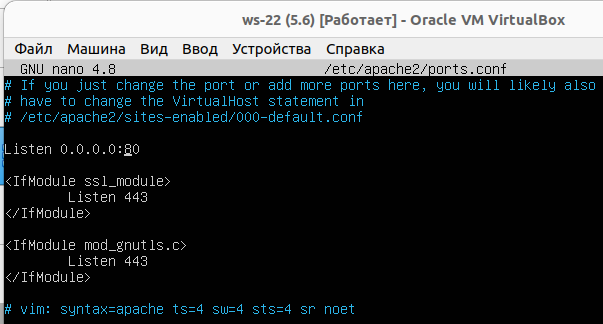 ws-22 (5.6) [Работает] - Oracle VM VirtualBox
Файл Машина Вид Ввод Устройства Справка
GNU nano 4.8 /etc/apache2/ports.conf
# If you just change the port or add more ports here, you will likely also
# have to change the VirtualHost statement in
# /etc/apache2/sites-enabled/000-default.conf
Listen 0.0.0.0:80
<IfModule ssl_module>
Listen 443
</IfModule>
<IfModule mod_gnutls.c>
Listen 443
</IfModule>
# vim: syntax=apache ts=4 sw=4 sts=4 sr noet